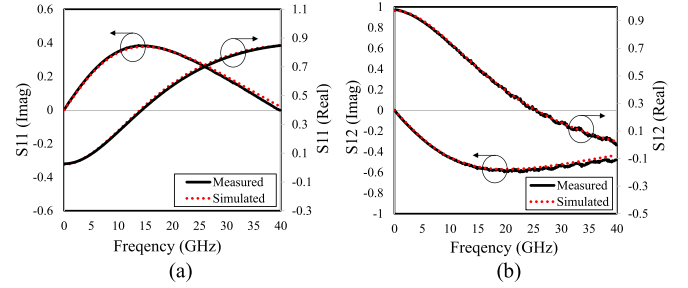 0.6
0.4
0.2
0
-0.2
-0.4
-0.6
S11 (Imag)
1.1
0.9
0.7
0.5
0.3
0.1
-0.1
-0.3
S11 (Real)
Measured
Simulated
0 5 10 15 20 25 30 35 40
Freqency (GHz)
(a)
1
0.8
0.6
0.4
0.2
0
-0.2
-0.4
-0.6
-0.8
-1
S12 (Imag)
0.9
0.7
0.5
0.3
0.1
-0.1
-0.3
-0.5
S12 (Real)
Measured
Simulated
0 5 10 15 20 25 30 35 40
Freqency (GHz)
(b)